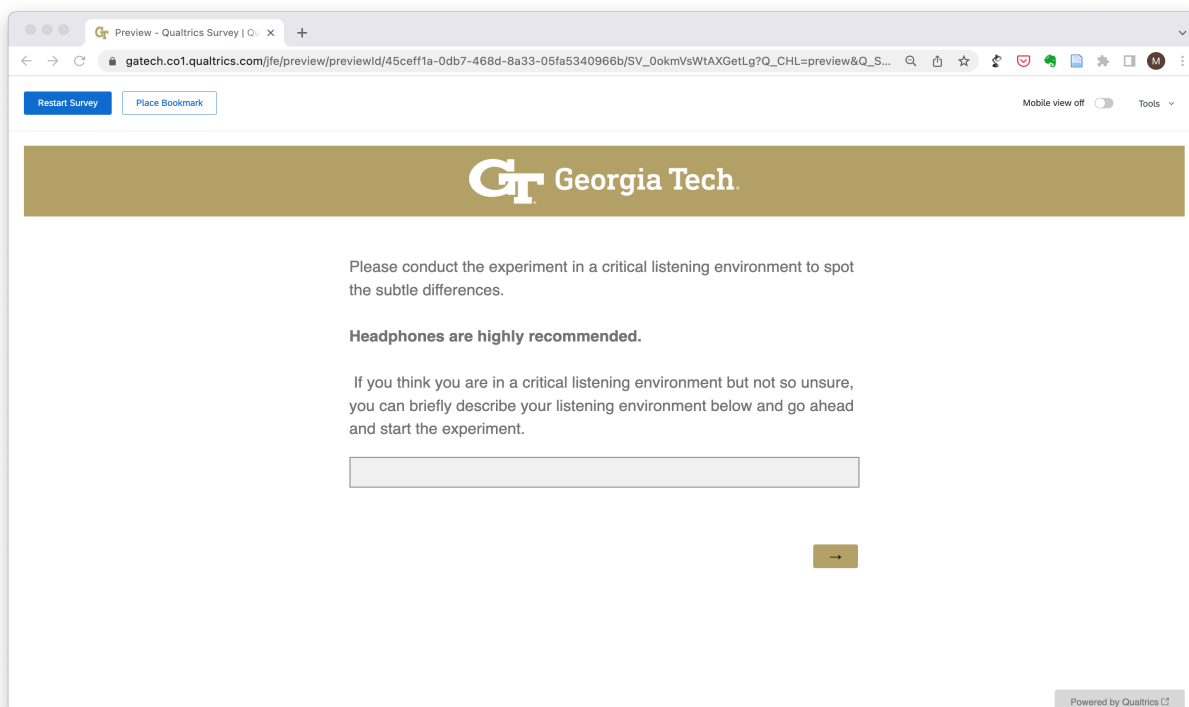 Preview - Qualtrics Survey | Qu
gatech.co1.qualtrics.com/jfe/preview/previewId/45ceff1a-0db7-468d-8a33-05fa5340966b/SV_0okmVsWtAXGetLg?Q_CHL=preview&Q_S...
M
Restart Survey
Place Bookmark
Mobile view off
Tools
GT Georgia Tech.
Please conduct the experiment in a critical listening environment to spot
the subtle differences.
Headphones are highly recommended.
If you think you are in a critical listening environment but not so unsure,
you can briefly describe your listening environment below and go ahead
and start the experiment.
→
Powered by Qualtrics